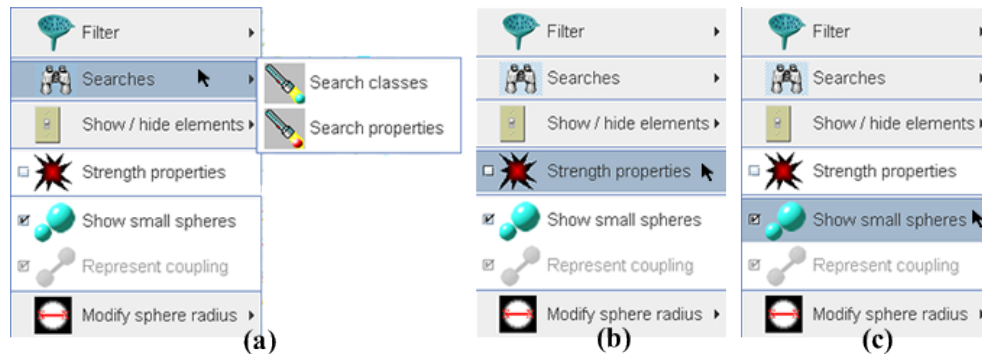 Filter
Searches
Search classes
Search properties
Show / hide elements
Strength properties
Show small spheres
Represent coupling
Modify sphere radius
(a)
Filter
Searches
Show / hide elements
Strength properties
Show small spheres
Represent coupling
Modify sphere radius
(b)
Filter
Searches
Show / hide elements
Strength properties
Show small spheres
Represent coupling
Modify sphere radius
(c)